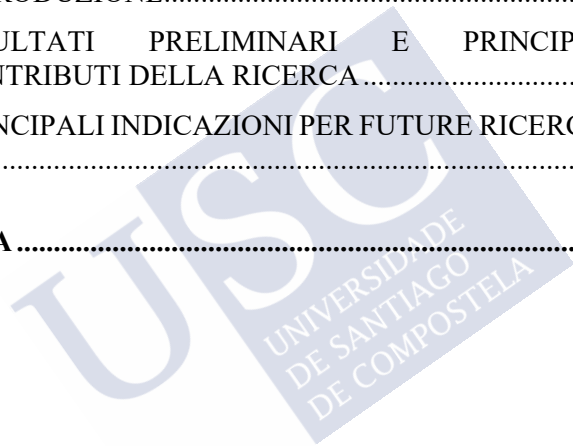 RODUZIONE................................................
ULTATI PRELIMINARI E PRINCIP
NTRIBUTI DELLA RICERCA................................
NCIPALI INDICAZIONI PER FUTURE RICERC
................................................................
A ................................................................
USC
UNIVERSIDADE
DE SANTIAGO
DE COMPOSTELA